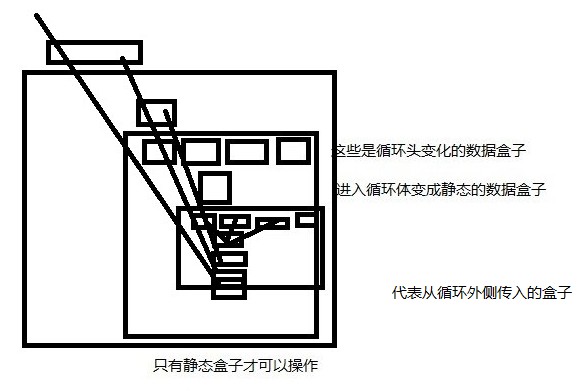 这些是循环头变化的数据盒子
进入循环体变成静态的数据盒子
代表从循环外侧传入的盒子
只有静态盒子才可以操作